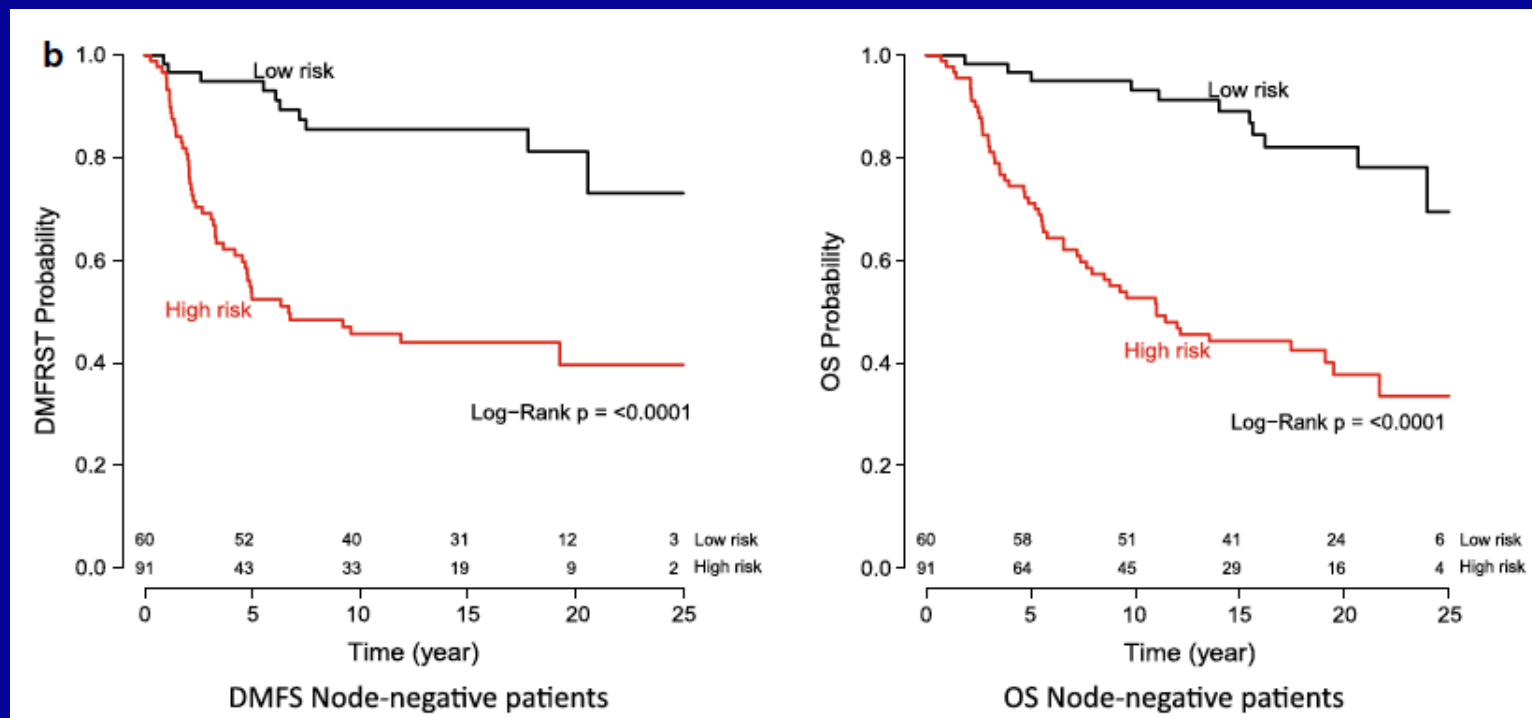 b
DMFRST Probability
1.0
0.8
0.6
0.4
0.2
0.0
Low risk
High risk
Log-Rank p = <0.0001
60 52 40 31 12 3 Low risk
91 43 33 19 9 2 High risk
0 5 10 15 20 25
Time (year)
DMFS Node-negative patients
OS Probability
1.0
0.8
0.6
0.4
0.2
0.0
Low risk
High risk
Log-Rank p = <0.0001
60 58 51 41 24 6 Low risk
91 64 45 29 16 4 High risk
0 5 10 15 20 25
Time (year)
OS Node-negative patients